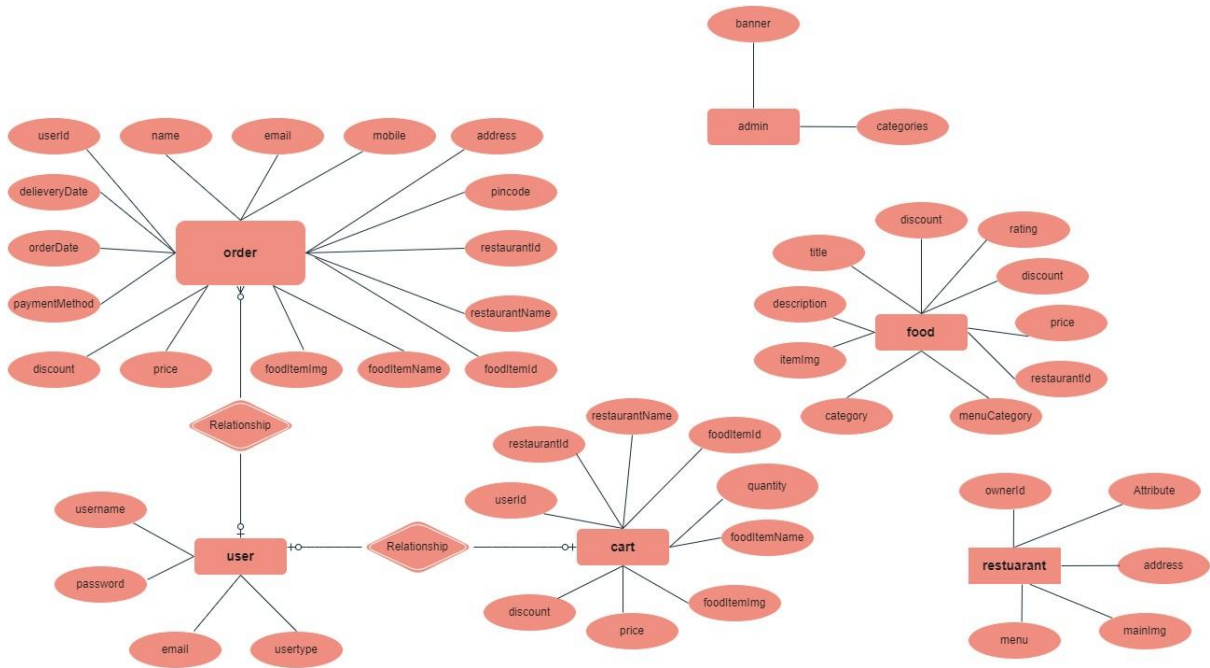 banner
admin
categories
userId
name
email
mobile
address
delieveryDate
pincode
orderDate
order
restaurantId
paymentMethod
restaurantName
discount
price
foodItemImg
foodItemName
foodItemId
discount
rating
title
discount
description
food
price
itemImg
restaurantId
category
menuCategory
Relationship
restaurantName
restaurantId
foodItemId
userId
quantity
username
user
Relationship
cart
foodItemName
password
discount
price
foodItemImg
email
usertype
ownerId
Attribute
restuarant
address
menu
mainImg